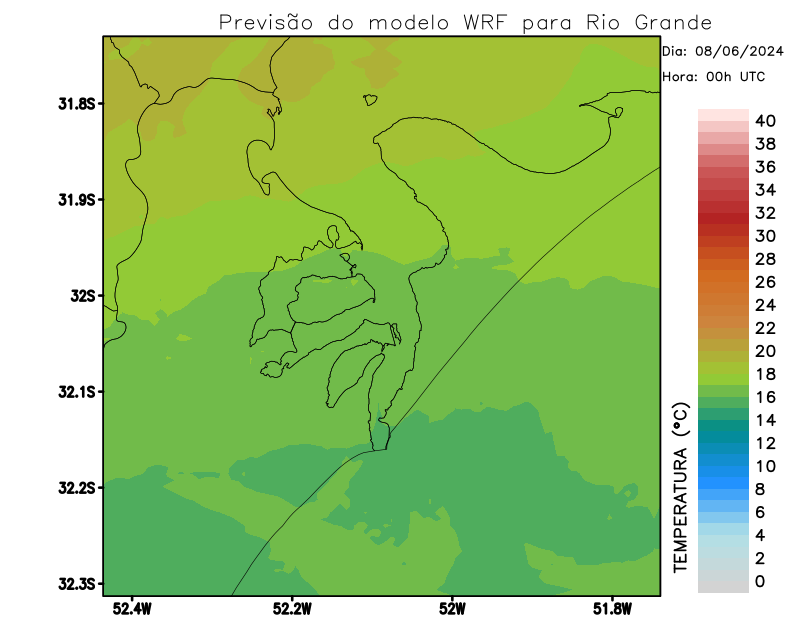 Previsão do modelo WRF para Rio Grande
Dia: 08/06/2024
Hora: 00h UTC
31.8S
31.9S
32S
32.1S
32.2S
32.3S
52.4W
52.2W
52W
51.8W
TEMPERATURA (°C)
40
38
36
34
32
30
28
26
24
22
20
18
16
14
12
10
8
6
4
2
0